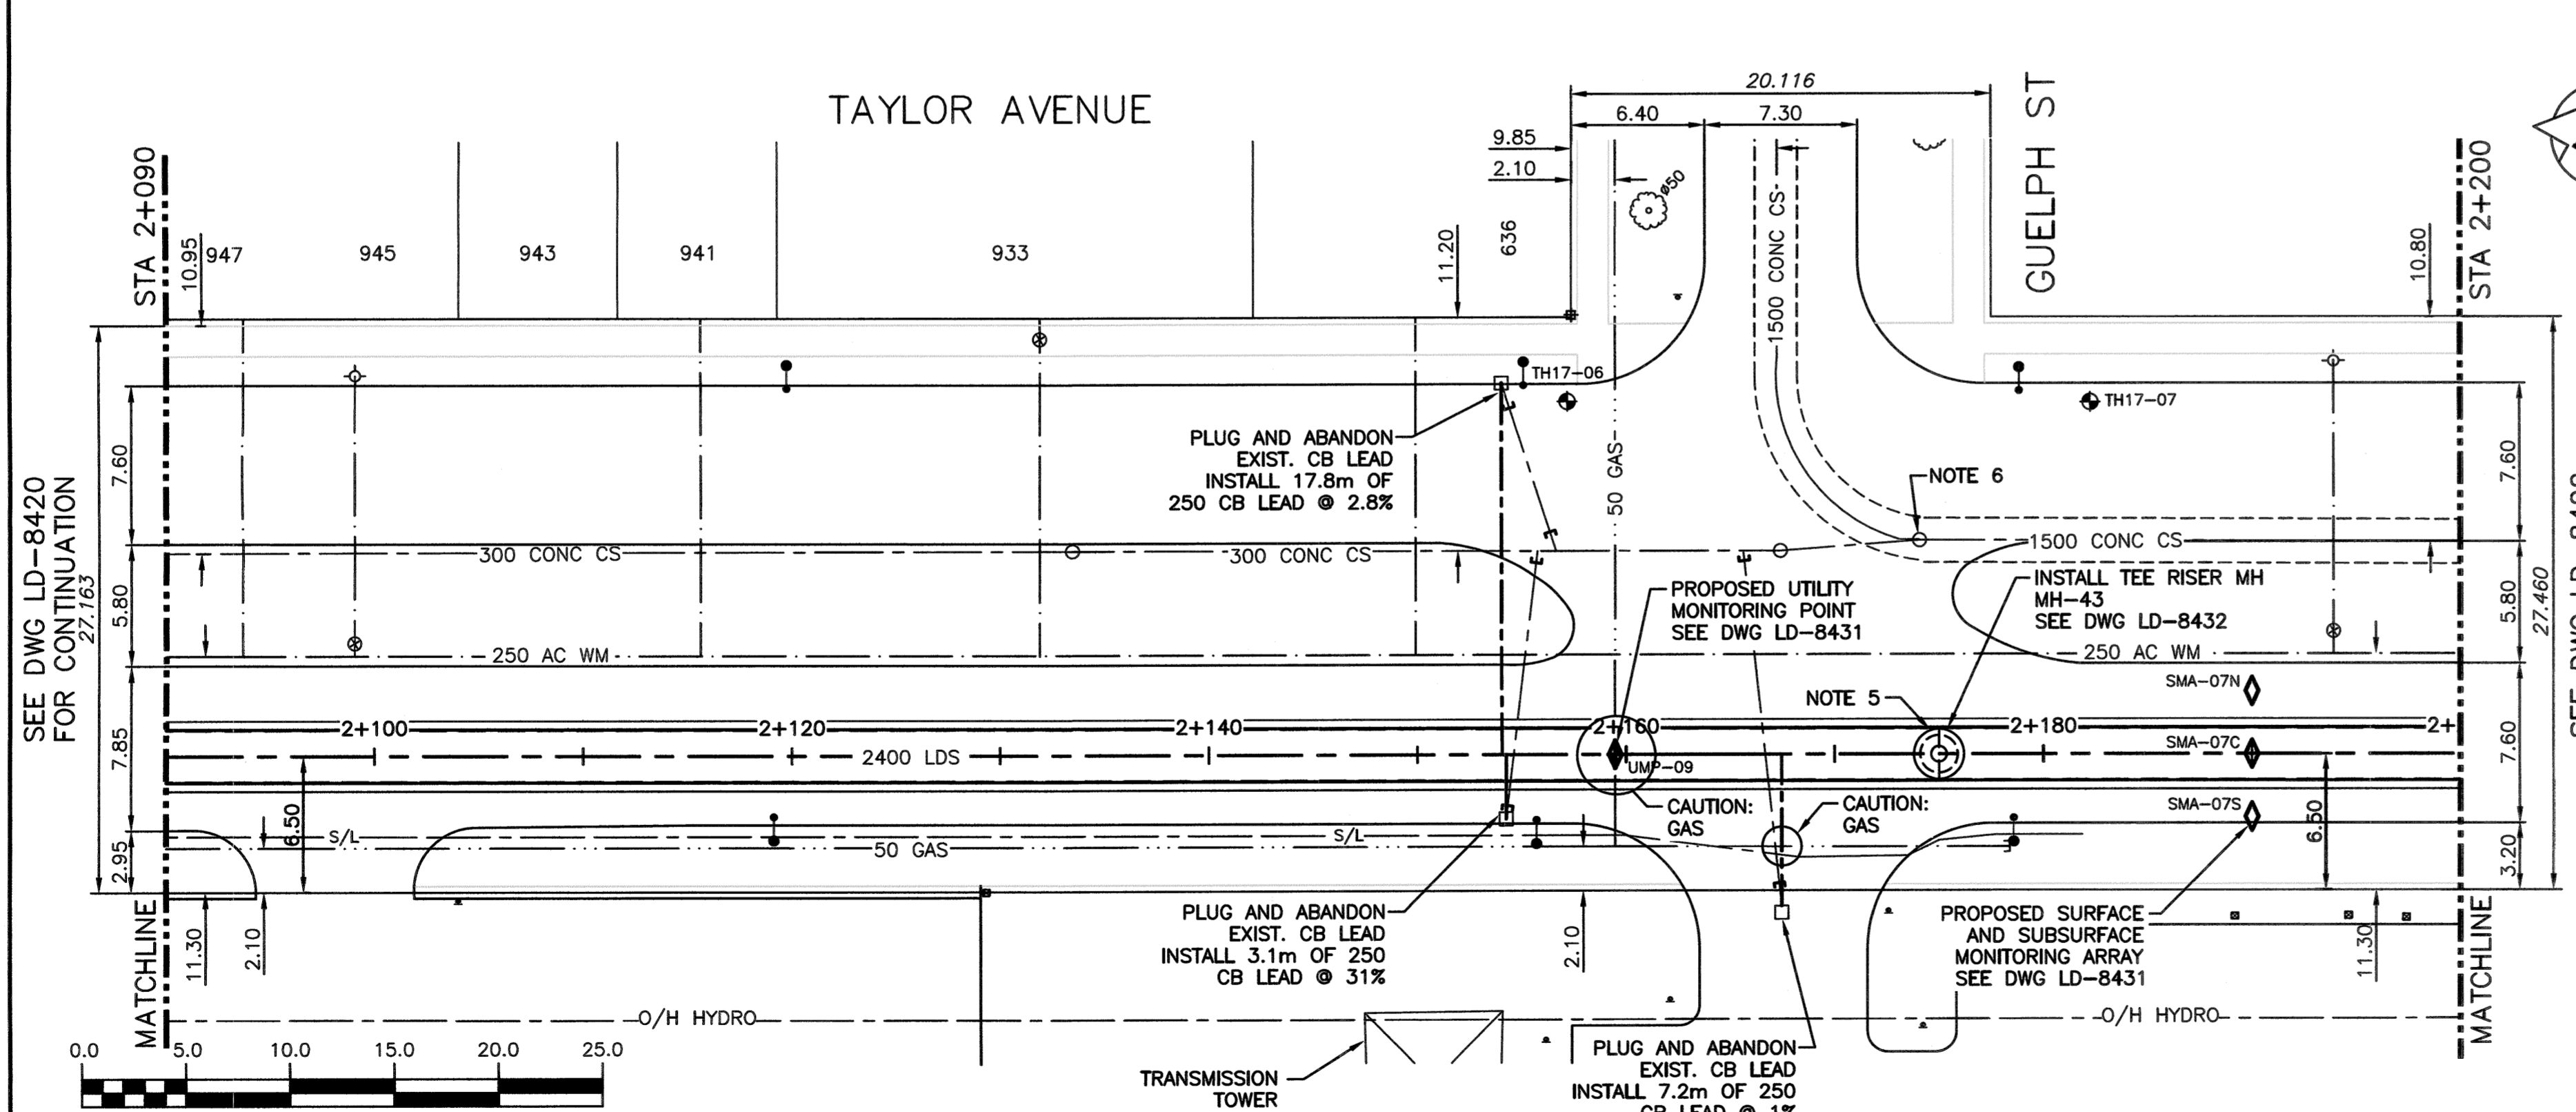 TAYLOR AVENUE
GUELPH ST
20.116
6.40
7.30
9.85
2.10
ø50
STA 2+090
STA 2+200
10.95
947
945
943
941
933
11.20
636
10.80
1500 CONC CS
TH17-06
TH17-07
SEE DWG LD-8420
FOR CONTINUATION
27.163
7.60
5.80
7.85
2.95
PLUG AND ABANDON
EXIST. CB LEAD
INSTALL 17.8m OF
250 CB LEAD @ 2.8%
50 GAS
NOTE 6
300 CONC CS
300 CONC CS
1500 CONC CS
PROPOSED UTILITY
MONITORING POINT
SEE DWG LD-8431
INSTALL TEE RISER MH
MH-43
SEE DWG LD-8432
7.60
5.80
27.460
7.60
3.20
250 AC WM
250 AC WM
SMA-07N
NOTE 5
2+100
2+120
2+140
2+160
2+180
2+
2400 LDS
SMA-07C
UMP-09
SMA-07S
CAUTION:
GAS
CAUTION:
GAS
6.50
6.50
S/L
S/L
50 GAS
PLUG AND ABANDON
EXIST. CB LEAD
INSTALL 3.1m OF 250
CB LEAD @ 31%
PROPOSED SURFACE
AND SUBSURFACE
MONITORING ARRAY
SEE DWG LD-8431
MATCHLINE
11.30
2.10
2.10
11.30
MATCHLINE
O/H HYDRO
O/H HYDRO
0.0 5.0 10.0 15.0 20.0 25.0
TRANSMISSION
TOWER
PLUG AND ABANDON
EXIST. CB LEAD
INSTALL 7.2m OF 250
CB LEAD @ 1%